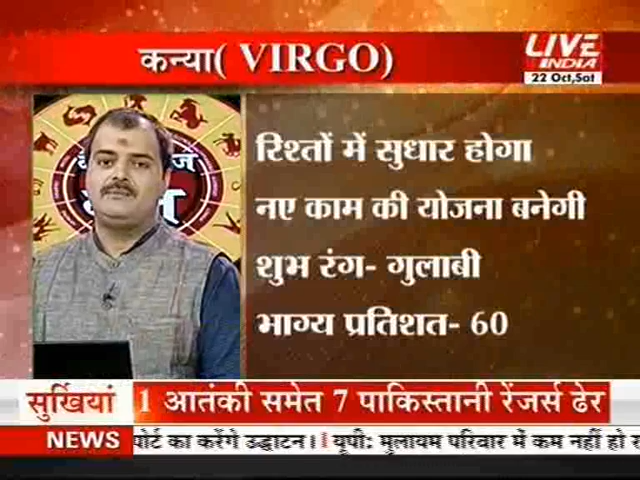 कन्या( VIRGO)
LIVE
INDIA
22 Oct,Sat
रिश्तों में सुधार होगा
नए काम की योजना बनेगी
शुभ रंग- गुलाबी
भाग्य प्रतिशत- 60
सुर्खियां 1 आतंकी समेत 7 पाकिस्तानी रेंजर्स ढेर
NEWS का करेंगे उद्घाटन।। यूपी: मुलायम परिवार में कम नहीं हो